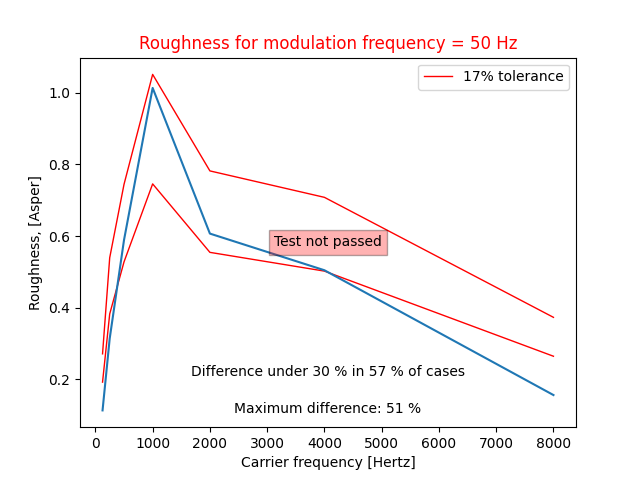 Roughness for modulation frequency = 50 Hz
17% tolerance
Roughness, [Asper]
1.0
0.8
0.6
0.4
0.2
Test not passed
Difference under 30 % in 57 % of cases
Maximum difference: 51 %
0 1000 2000 3000 4000 5000 6000 7000 8000
Carrier frequency [Hertz]